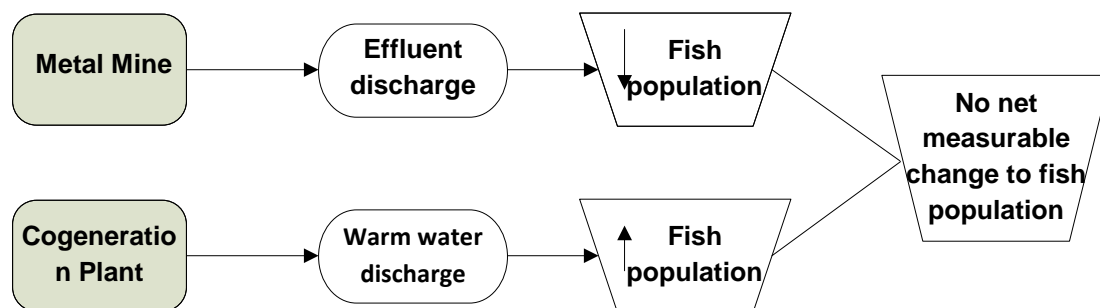 Metal Mine
Effluent
discharge
Fish
population
No net
measurable
change to fish
population
Cogeneratio
n Plant
Warm water
discharge
Fish
population